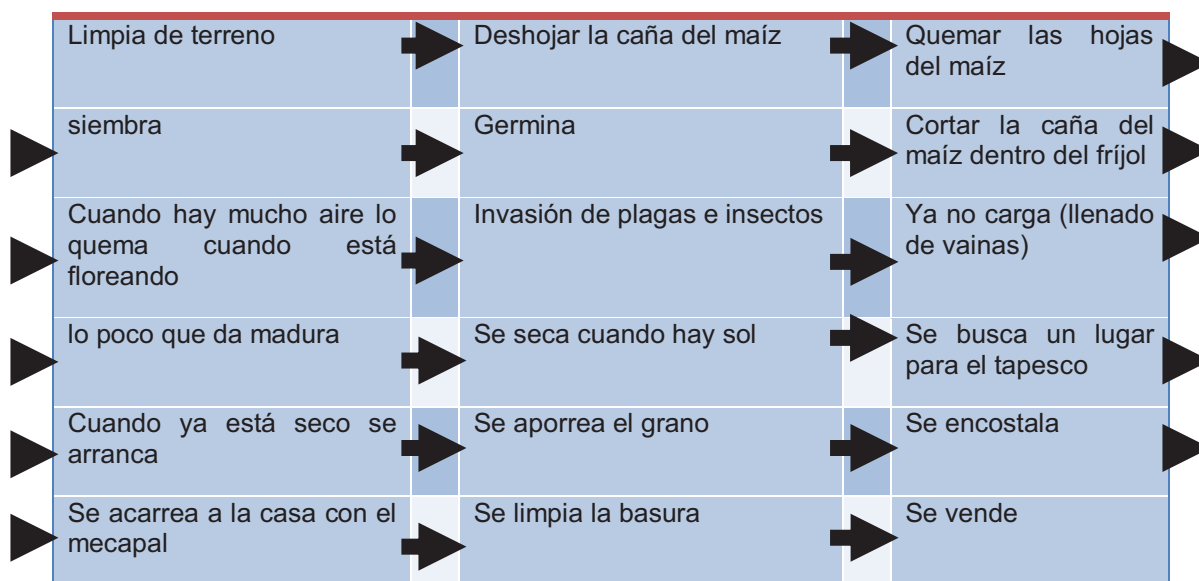 Limpia de terreno
Deshojar la caña del maíz
Quemar las hojas
del maíz
siembra
Germina
Cortar la caña del
maíz dentro del fríjol
Cuando hay mucho aire lo
quema cuando está
floreando
Invasión de plagas e insectos
Ya no carga (llenado
de vainas)
lo poco que da madura
Se seca cuando hay sol
Se busca un lugar
para el tapesco
Cuando ya está seco se
arranca
Se aporrea el grano
Se encostala
Se acarrea a la casa con el
mecapal
Se limpia la basura
Se vende